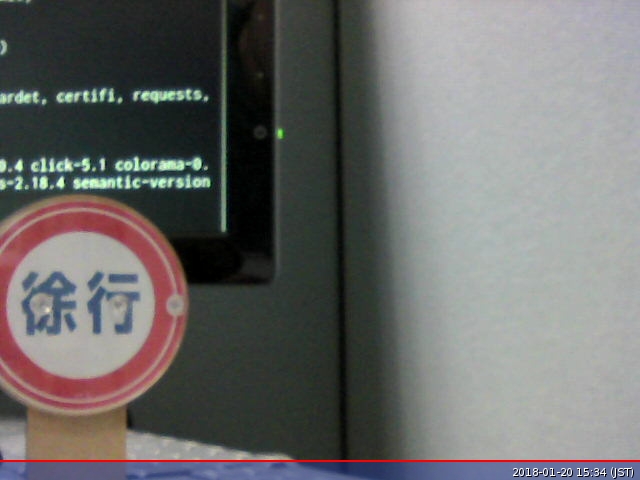 )
ardet, certifi, requests,
0.4 click-5.1 colorama-0.
s-2.18.4 semantic-version
徐行
2018-01-20 15:34 (JST)